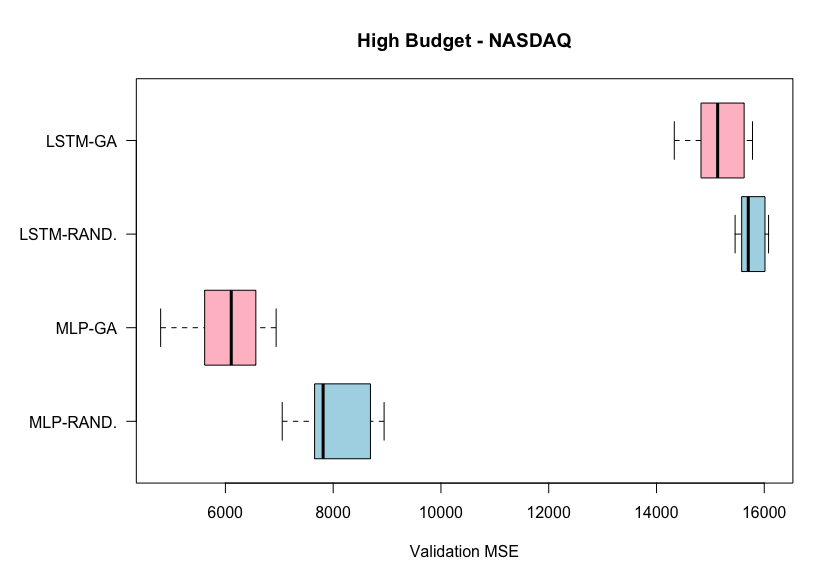 High Budget - NASDAQ
LSTM-GA
LSTM-RAND.
MLP-GA
MLP-RAND.
6000 8000 10000 12000 14000 16000
Validation MSE